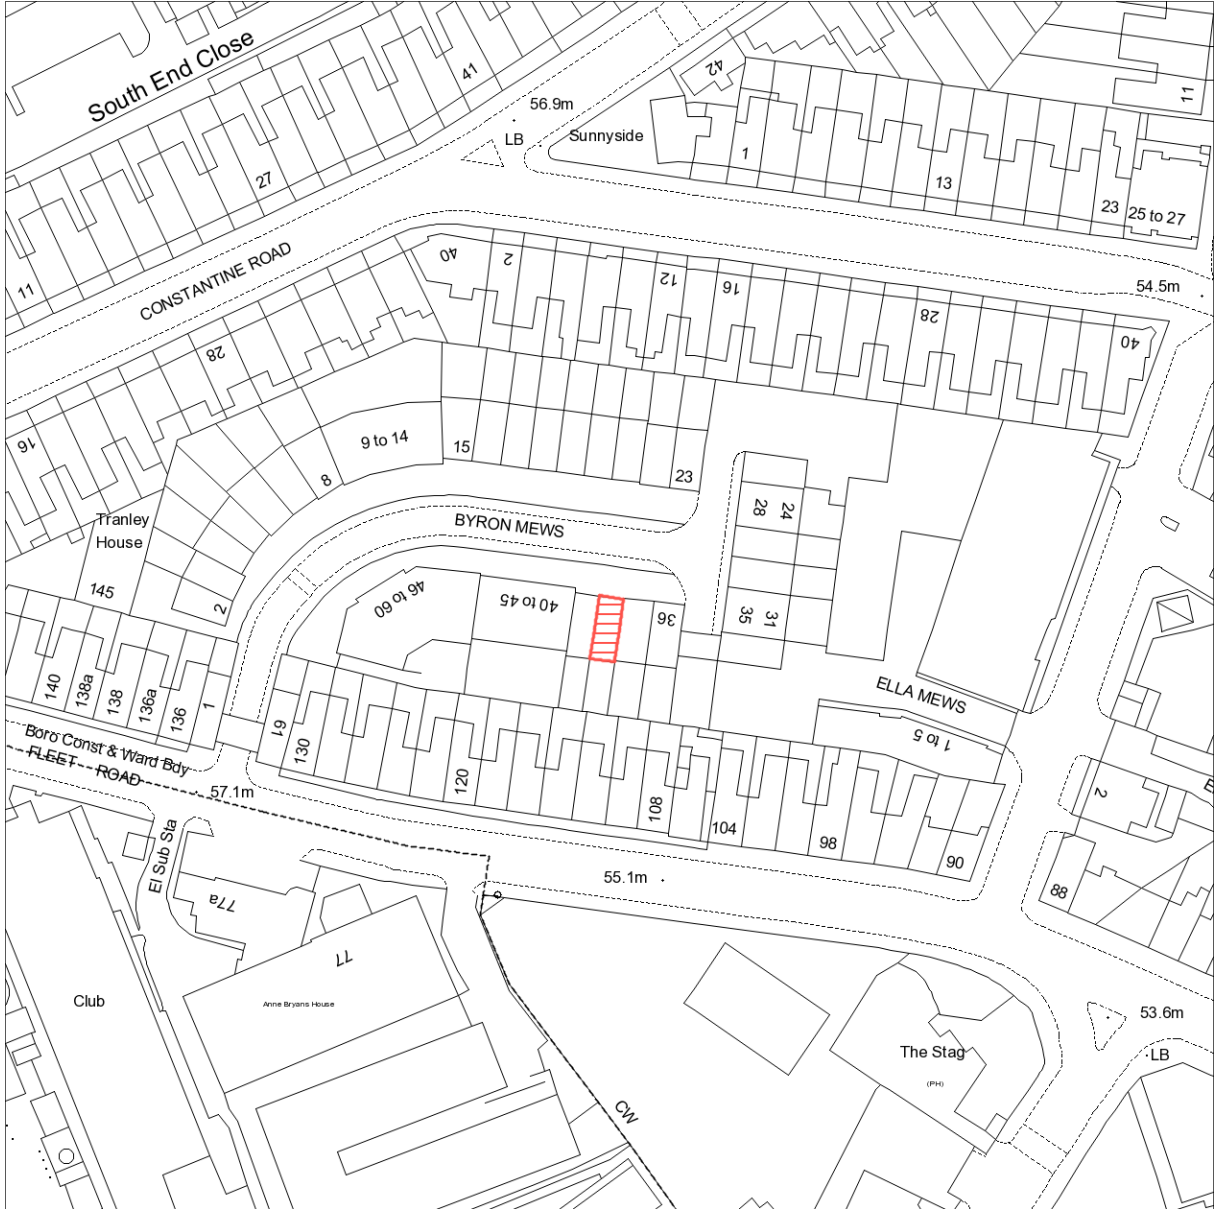 South End Close
41
42
11
56.9m
LB
Sunnyside
1
13
23
25 to 27
27
11
CONSTANTINE ROAD
40
2
12
16
28
40
54.5m
28
16
9 to 14
15
23
8
Tranley
House
145
2
BYRON MEWS
28
24
35
31
46 to 60
40 to 45
36
ELLA MEWS
1 to 5
140
138a
138
136a
136
1
19
130
120
108
104
98
90
Boro Const & Ward Bdy
FLEET ROAD
57.1m
55.1m
El Sub Sta
77a
77
Anne Bryans House
Club
CW
2
E
88
53.6m
LB
The Stag
(PH)